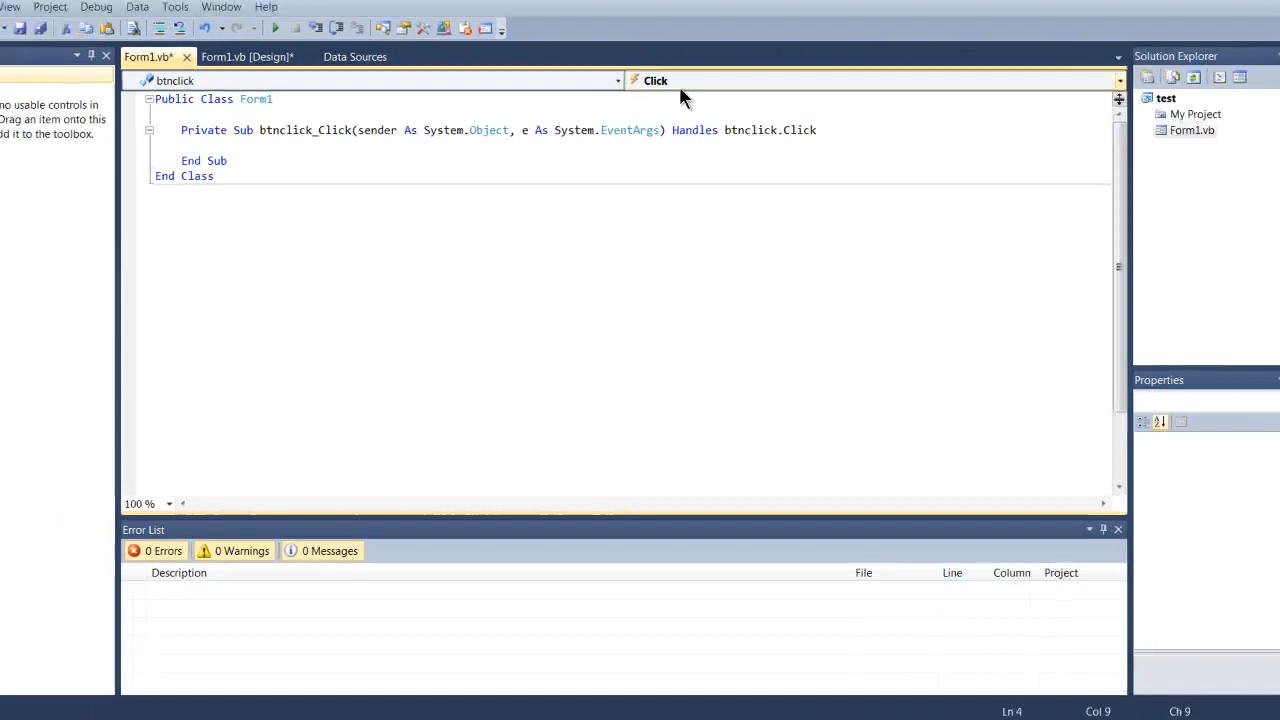 View Project Debug Data Tools Window Help
Form1.vb* Form1.vb [Design]* Data Sources
Solution Explorer
btnclick Click
no usable controls in
Drag an item onto this
dd it to the toolbox.
Public Class Form1
Private Sub btnclick_Click(sender As System.Object, e As System.EventArgs) Handles btnclick.Click
End Sub
End Class
test
My Project
Form1.vb
Properties
100 %
Error List
0 Errors 0 Warnings 0 Messages
Description File Line Column Project
Ln 4 Col 9 Ch 9